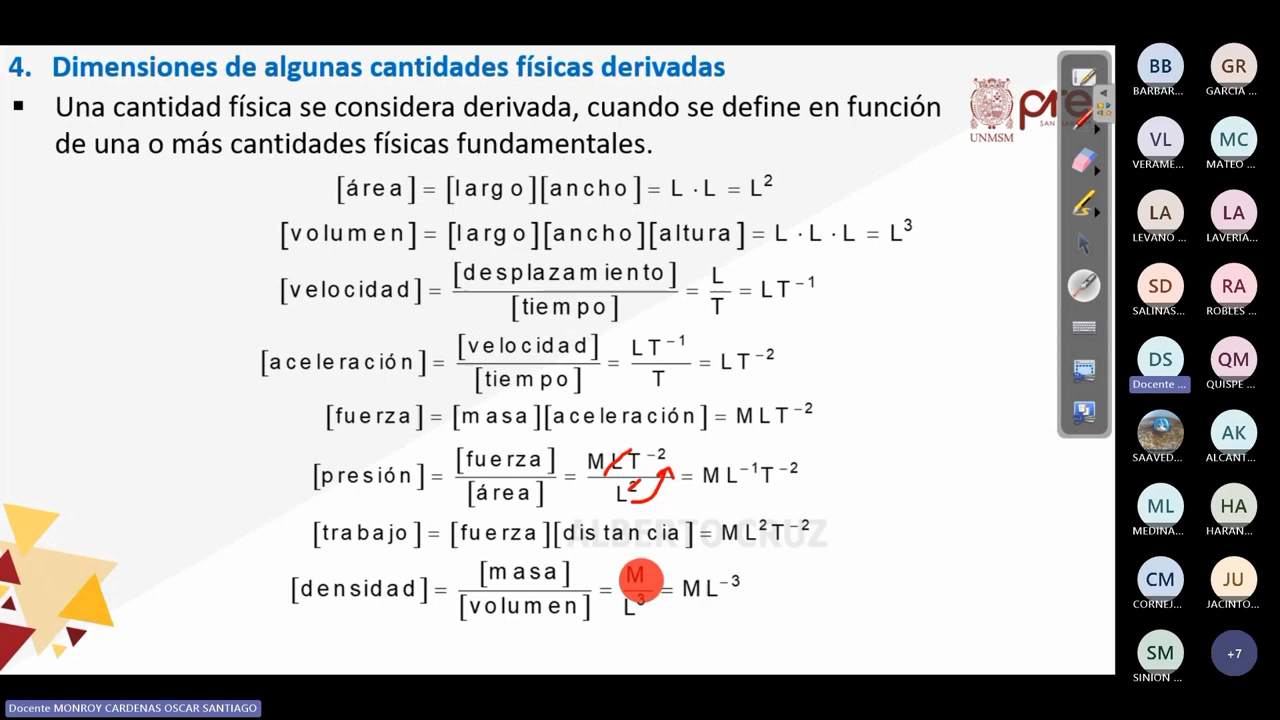 4. Dimensiones de algunas cantidades físicas derivadas
▪ Una cantidad física se considera derivada, cuando se define en función
de una o más cantidades físicas fundamentales.
UNMSM
pre
[área] = [largo][ancho] = L · L = L²
[volumen] = [largo][ancho][altura] = L · L · L = L³
[velocidad] = [desplazamiento]/[tiempo] = L/T = LT⁻¹
[aceleración] = [velocidad]/[tiempo] = LT⁻¹/T = LT⁻²
[fuerza] = [masa][aceleración] = MLT⁻²
[presión] = [fuerza]/[área] = MLT⁻²/L² = ML⁻¹T⁻²
[trabajo] = [fuerza][distancia] = ML²T⁻²
ALBERTO CRUZ
[densidad] = [masa]/[volumen] = M/L³ = ML⁻³
BB GR
BARBAR... GARCIA ...
VL MC
VERAME... MATEO ...
LA LA
LEVANO ... LAVERIA...
SD RA
SALINAS... ROBLES ...
DS QM
Docente ... QUISPE ...
AK
SAAVED... ALCANT...
ML HA
MEDINA... HARAN...
CM JU
CORNEJ... JACINTO...
SM +7
SINION ...
Docente MONROY CARDENAS OSCAR SANTIAGO